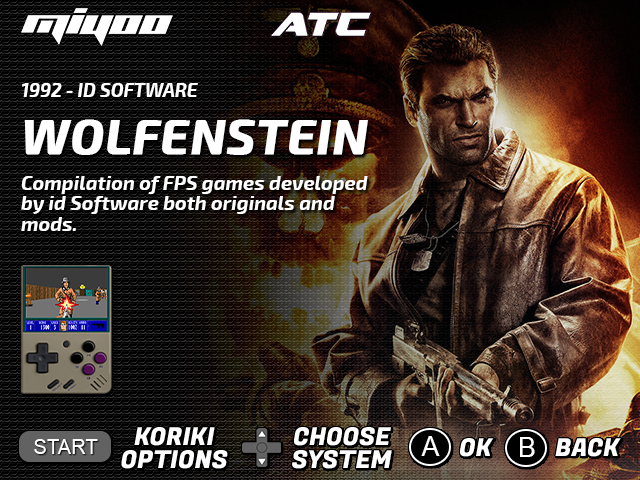 miyoo ATC
1992 - ID SOFTWARE
WOLFENSTEIN
Compilation of FPS games developed
by id Software both originals and
mods.
START KORIKI OPTIONS CHOOSE SYSTEM A OK B BACK